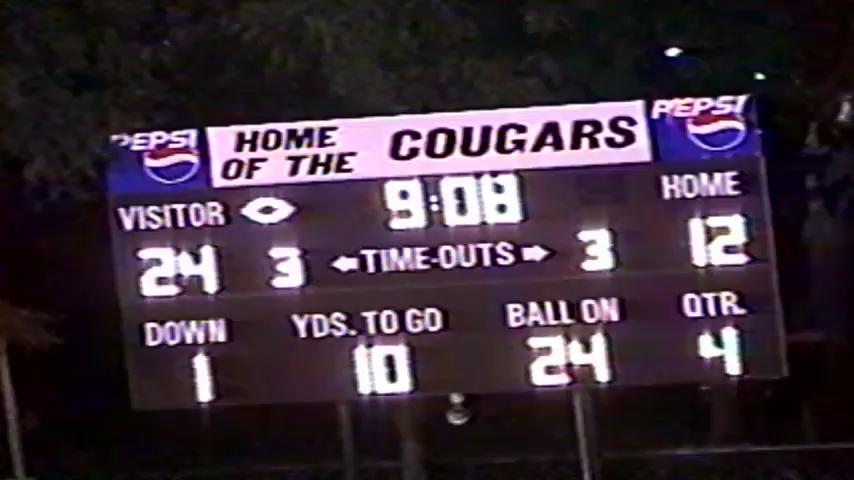 PEPSI HOME OF THE COUGARS PEPSI
VISITOR 9:08 HOME
24 3 TIME-OUTS 3 12
DOWN YDS. TO GO BALL ON QTR.
1 10 24 4